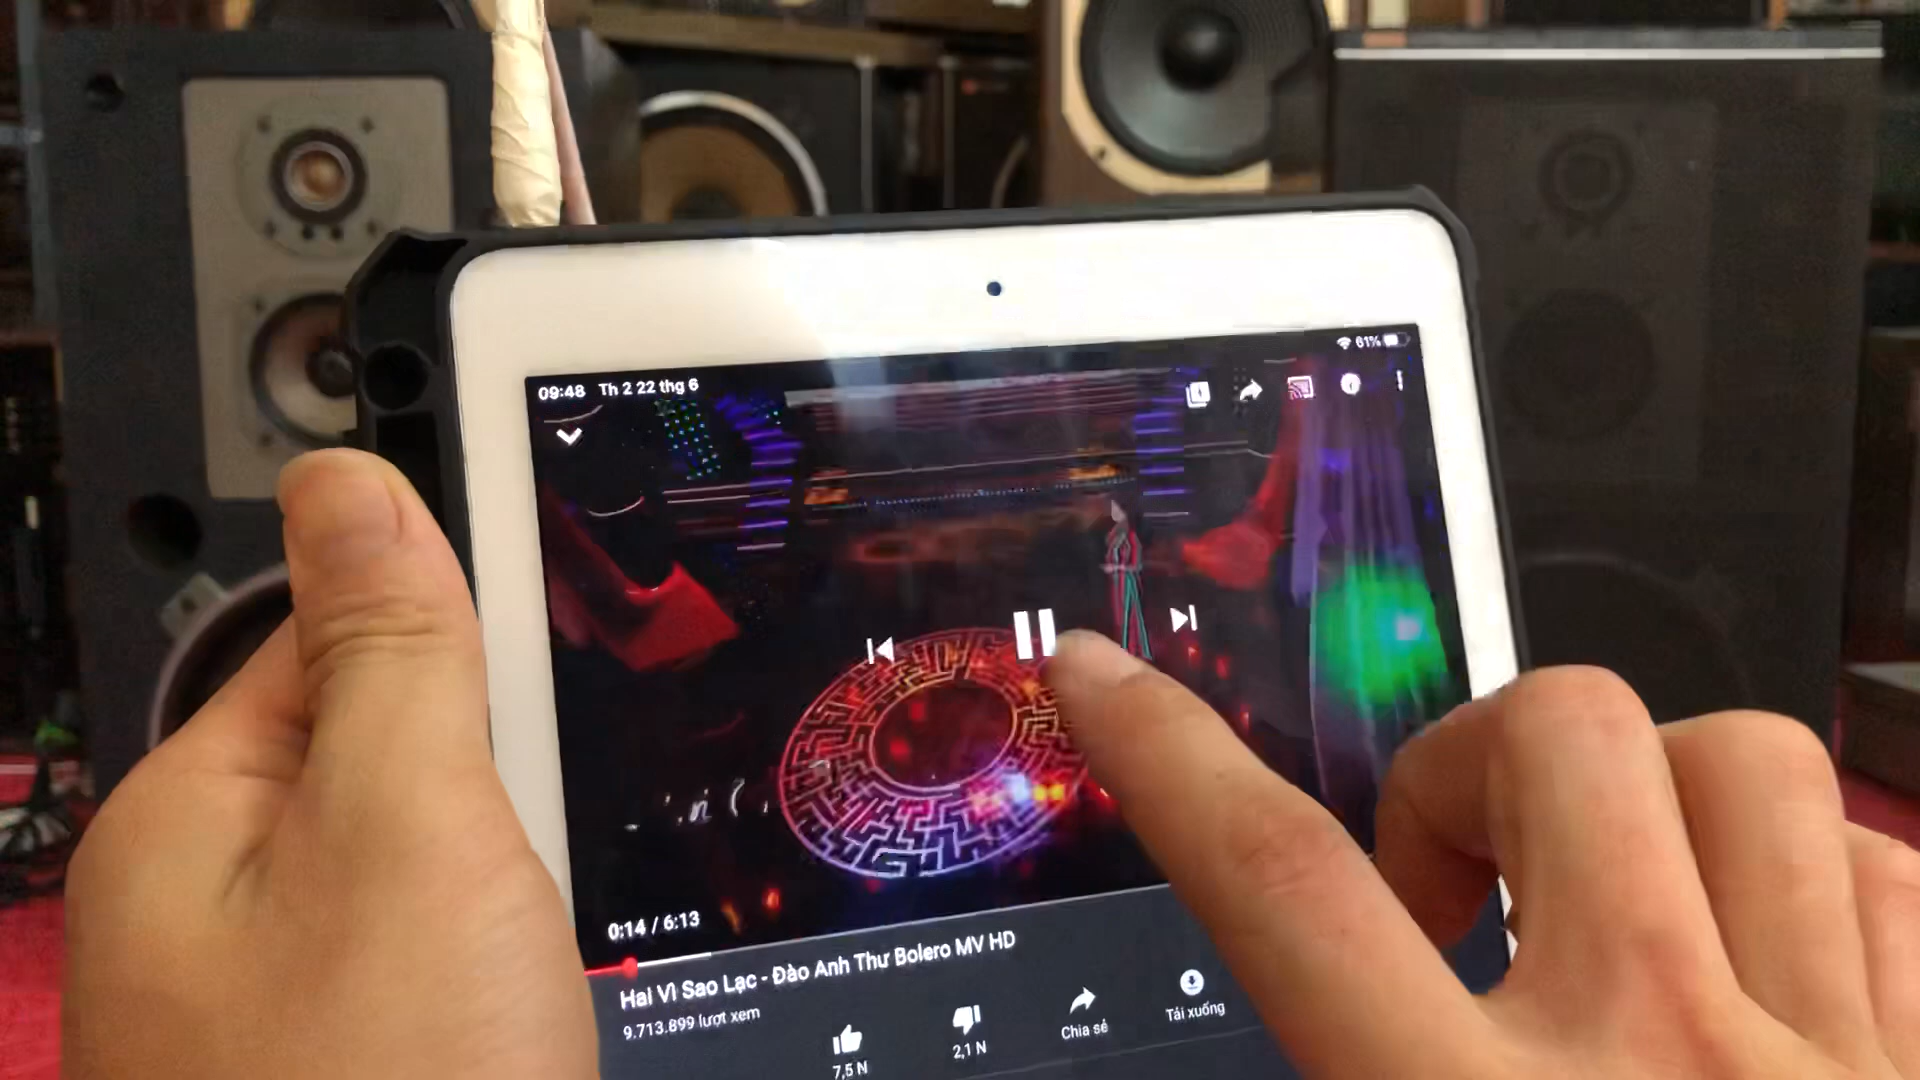 09:48 Th 2 22 thg 6
61%
0:14 / 6:13
Hai Vì Sao Lạc - Đào Anh Thư Bolero MV HD
9.713.899 lượt xem
7,5 N
2,1 N
Chia sẻ
Tải xuống